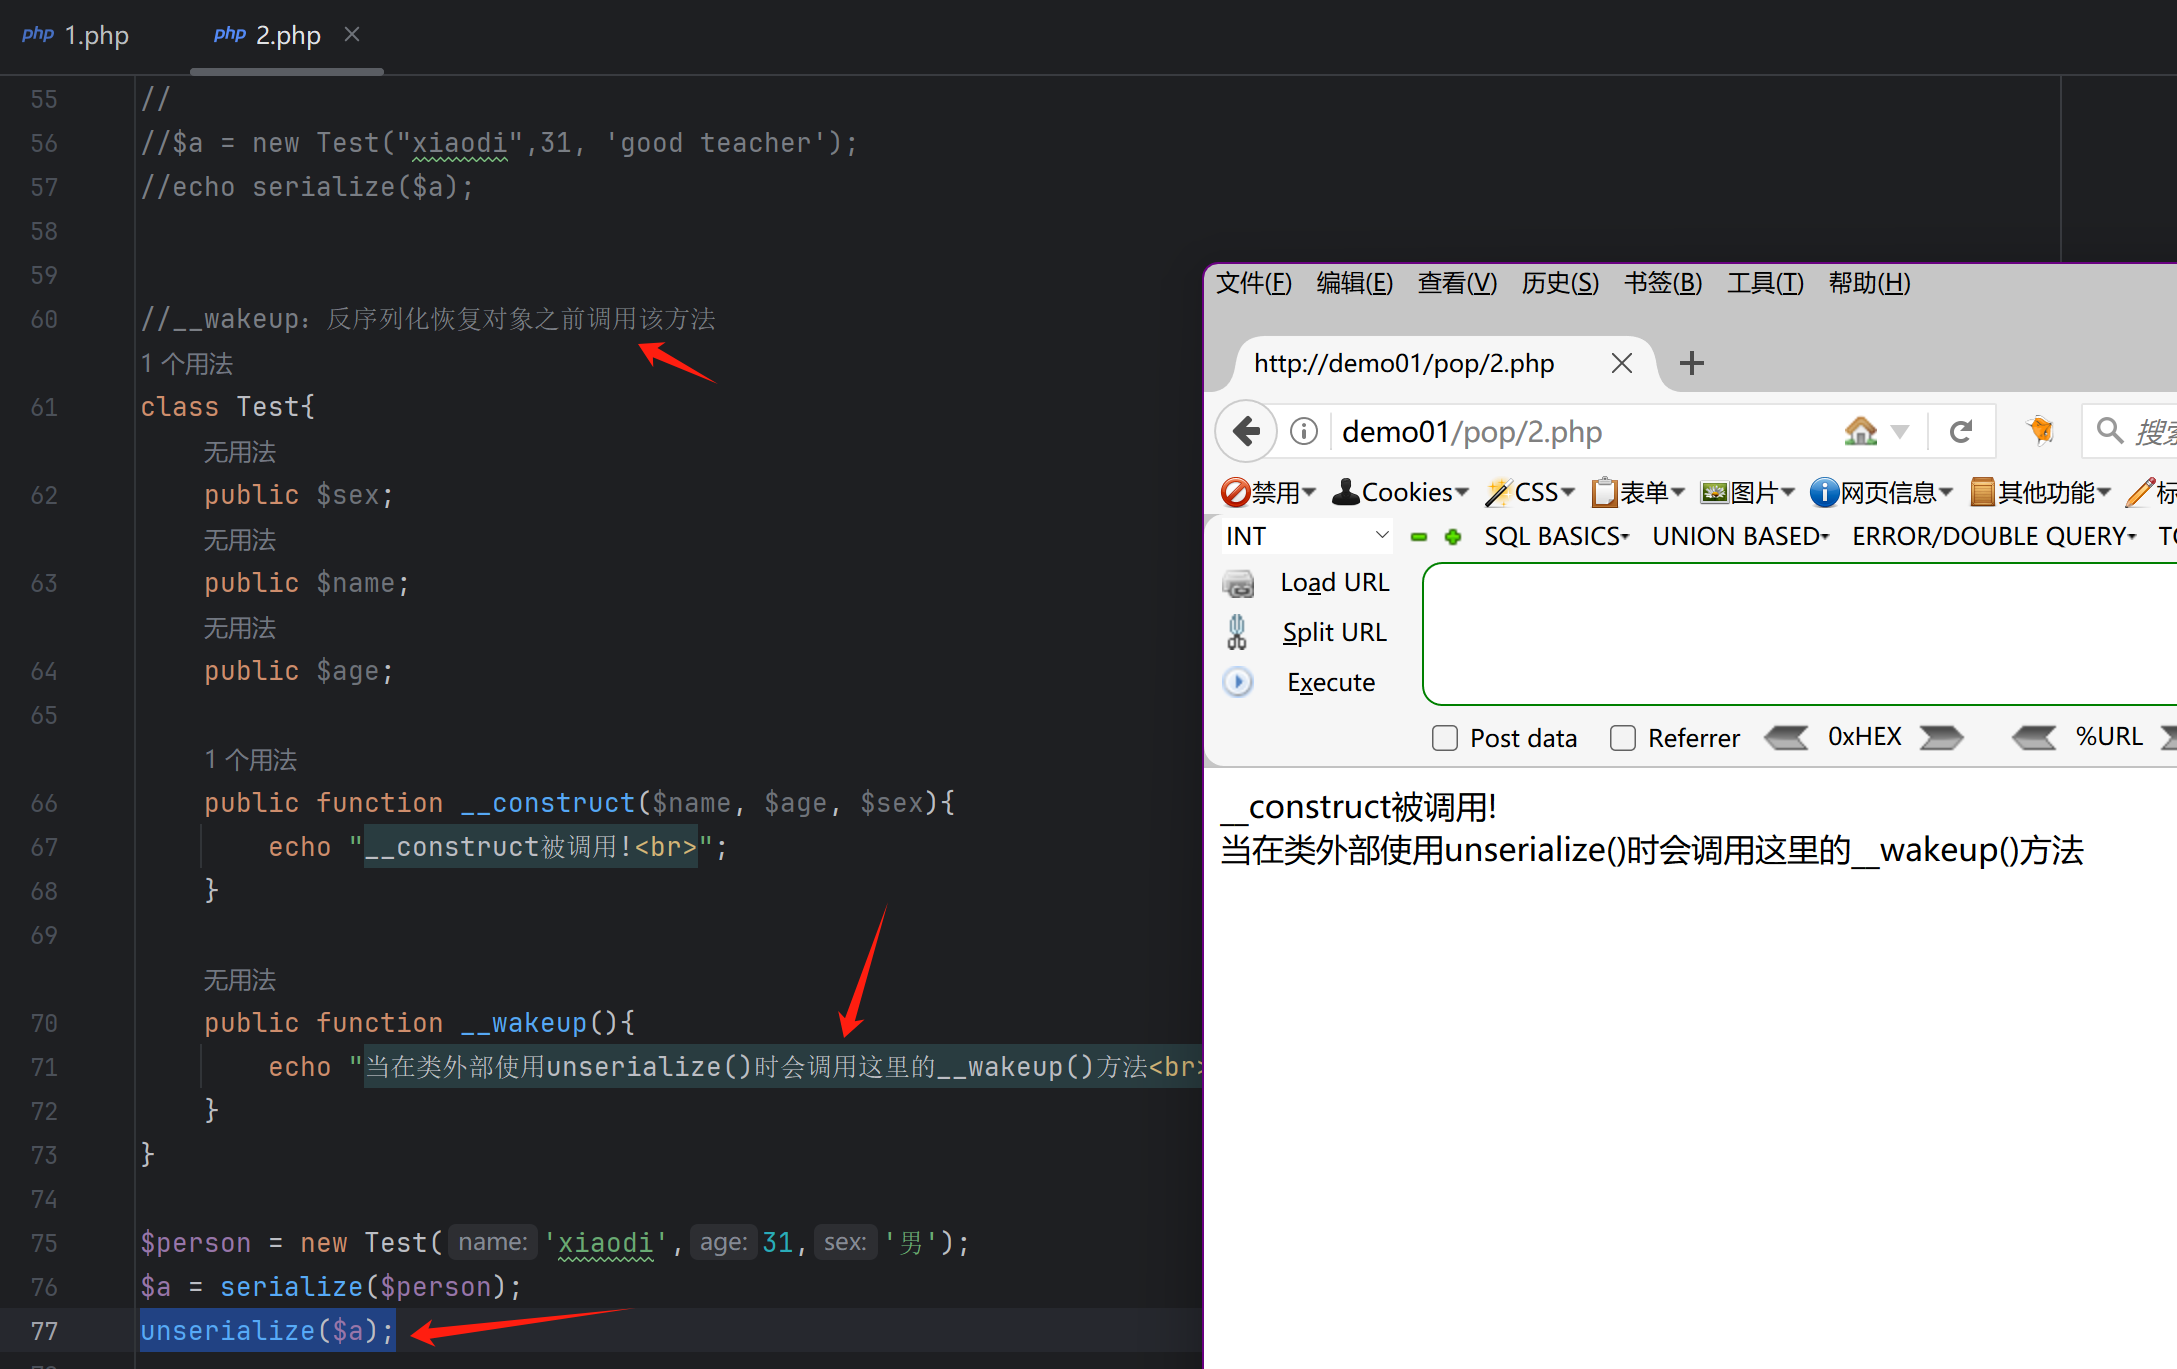 php 1.php
php 2.php
55 //
56 //$a = new Test("xiaodi",31, 'good teacher');
57 //echo serialize($a);
58
59
60 //__wakeup：反序列化恢复对象之前调用该方法
1 个用法
61 class Test{
无用法
62 public $sex;
无用法
63 public $name;
无用法
64 public $age;
65
1 个用法
66 public function __construct($name, $age, $sex){
67 echo "__construct被调用!<br>";
68 }
69
无用法
70 public function __wakeup(){
71 echo "当在类外部使用unserialize()时会调用这里的__wakeup()方法<br>
72 }
73 }
74
75 $person = new Test( name: 'xiaodi', age: 31, sex: '男');
76 $a = serialize($person);
77 unserialize($a);
文件(F) 编辑(E) 查看(V) 历史(S) 书签(B) 工具(T) 帮助(H)
http://demo01/pop/2.php
demo01/pop/2.php
禁用 Cookies CSS 表单 图片 网页信息 其他功能
INT SQL BASICS UNION BASED ERROR/DOUBLE QUERY
Load URL
Split URL
Execute
Post data Referrer 0xHEX %URL
__construct被调用!
当在类外部使用unserialize()时会调用这里的__wakeup()方法